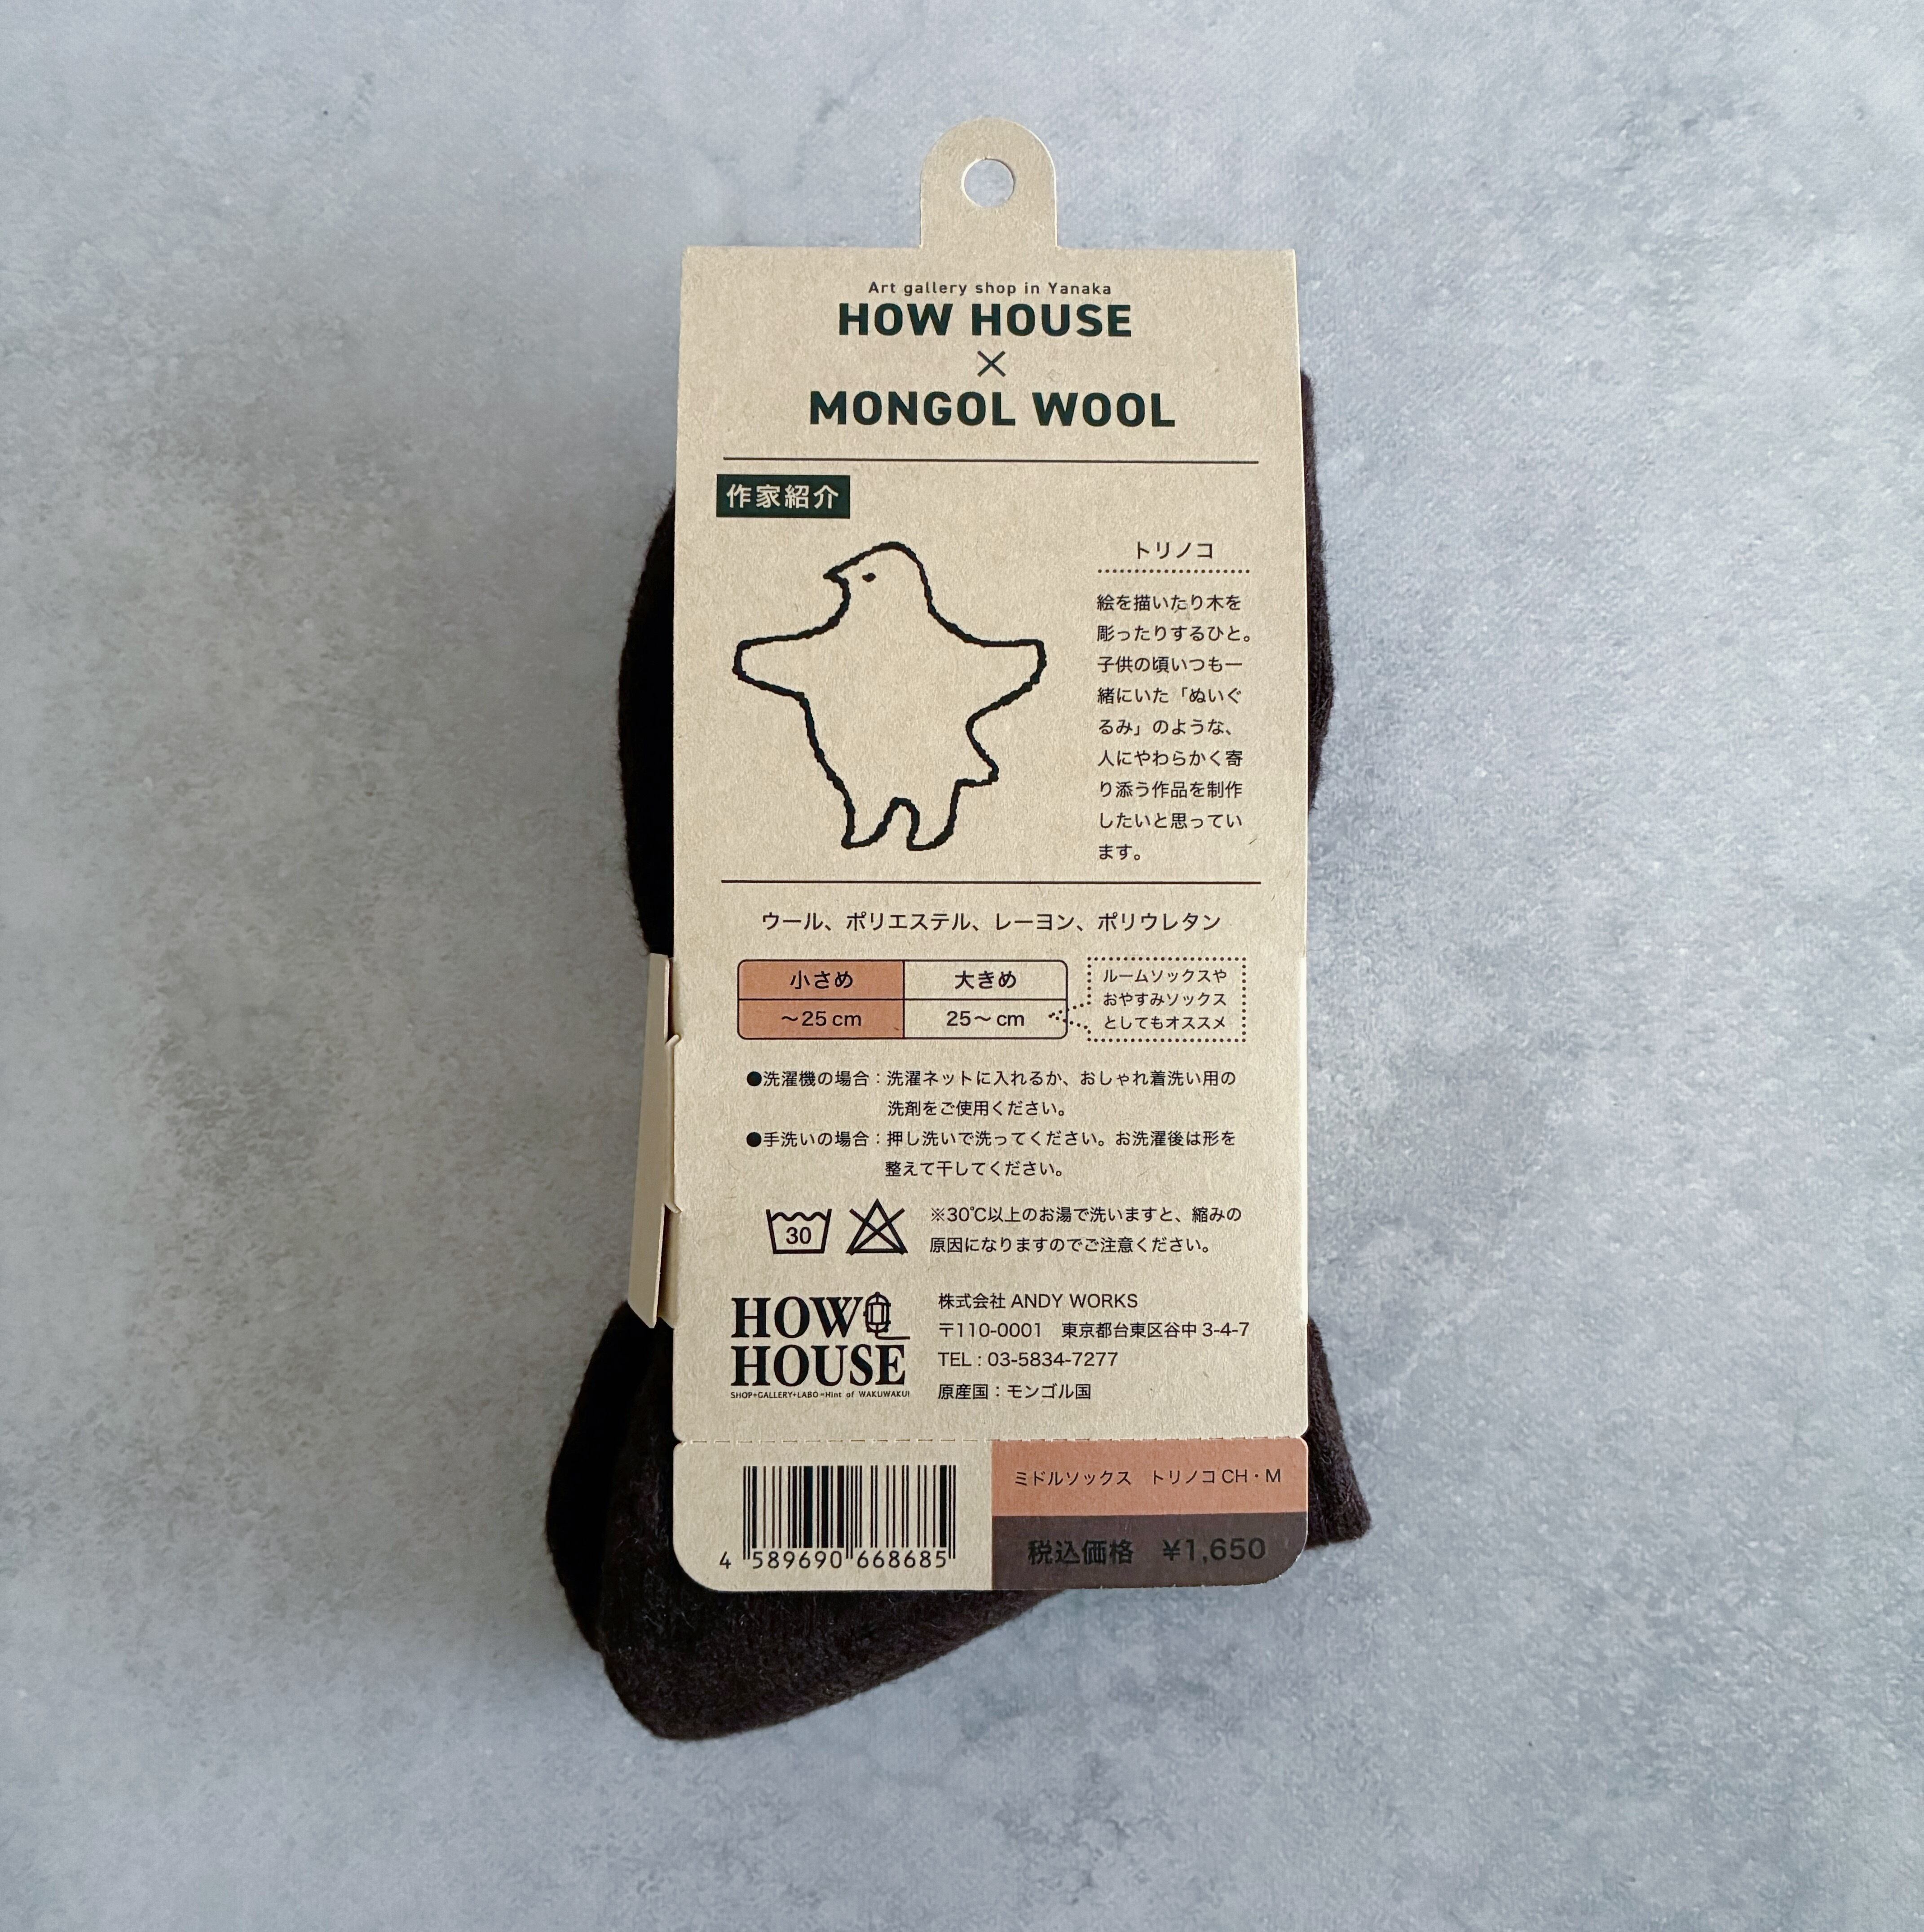 Art gallery shop in Yanaka
HOW HOUSE
×
MONGOL WOOL
作家紹介
トリノコ
絵を描いたり木を
彫ったりするひと。
子供の頃いつも一
緒にいた「ぬいぐ
るみ」のような、
人にやわらかく寄
り添う作品を制作
したいと思ってい
ます。
ウール、ポリエステル、レーヨン、ポリウレタン
小さめ 大きめ
〜25 cm 25〜 cm
ルームソックスや
おやすみソックス
としてもオススメ
●洗濯機の場合：洗濯ネットに入れるか、おしゃれ着洗い用の
洗剤をご使用ください。
●手洗いの場合：押し洗いで洗ってください。お洗濯後は形を
整えて干してください。
30
※30℃以上のお湯で洗いますと、縮みの
原因になりますのでご注意ください。
HOW
HOUSE
SHOP+GALLERY+LABO=Hint of WAKUWAKU!
株式会社 ANDY WORKS
〒110-0001 東京都台東区谷中 3-4-7
TEL : 03-5834-7277
原産国：モンゴル国
ミドルソックス トリノコ CH・M
税込価格 ¥1,650
4 589690 668685